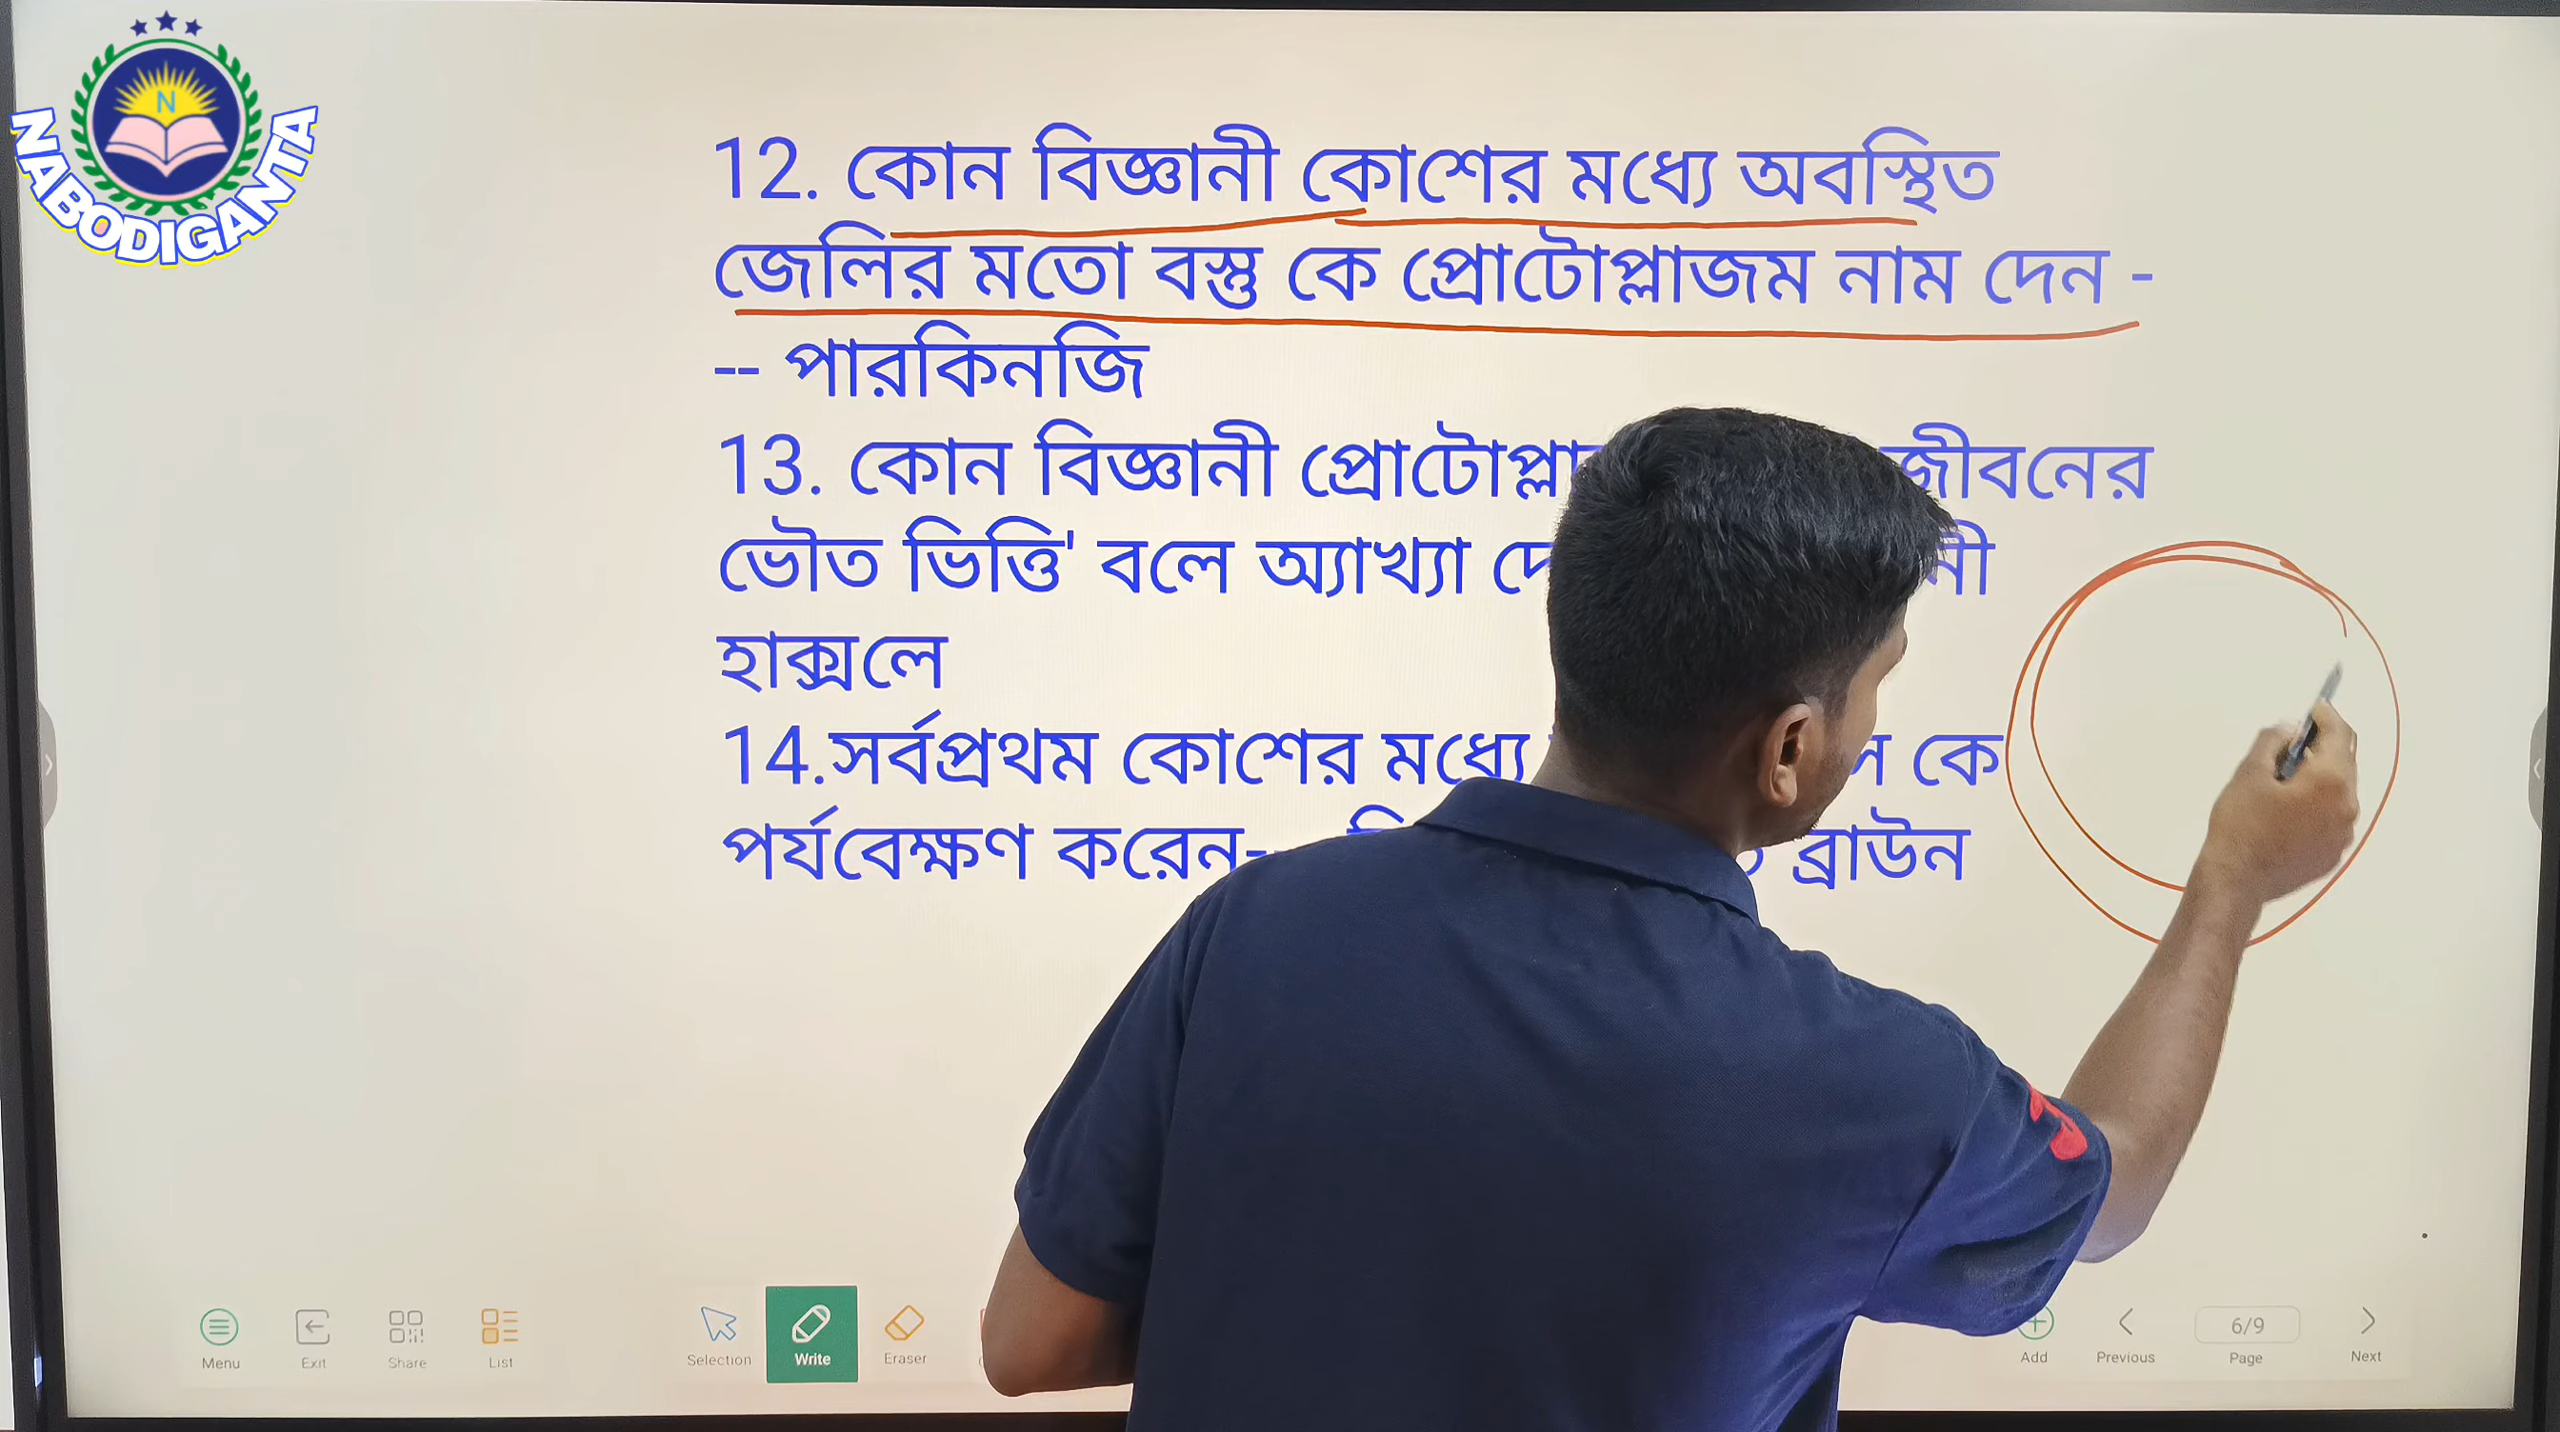 NABODIGANTA
N
12. কোন বিজ্ঞানী কোশের মধ্যে অবস্থিত
জেলির মতো বস্তু কে প্রোটোপ্লাজম নাম দেন -
-- পারকিনজি
13. কোন বিজ্ঞানী জীবনের
ভৌত ভিত্তি' বলে অ্যাখ্যা
হাক্সলে
14.সর্বপ্রথম কোশের মধ্যে কে
পর্যবেক্ষণ করেন- ব্রাউন
Menu Exit Share List Selection Write Eraser Add Previous 6/9 Page Next